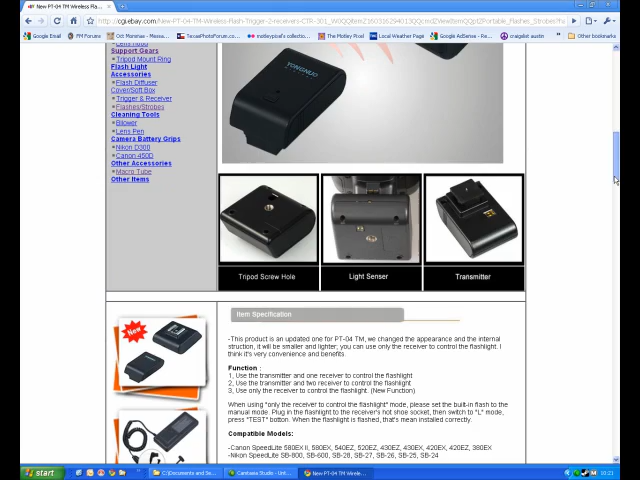 New PT-04 TM Wireless Fla
cgi.ebay.com/New-PT-04-TM-Wireless-Flash-Trigger-2-receivers-CTR-301_W0QQitemZ160316294013QQcmdZViewItemQQptZPortable_Flashes_Strobes?
Google Email
FM Forums
Oct Moremea - Messa...
TexasPhotoForum.co...
motleypixel's collectio...
The Motley Pixel
Local Weather Page
Google AdSense - Re...
craigslist austin
Other bookmarks
Lens Hood
Support Gears
Tripod Mount Ring
Flash Light
Accessories
Flash Diffuser
Cover/Soft Box
Trigger & Receiver
Flashes/Strobes
Cleaning Tools
Blower
Lens Pen
Camera Battery Grips
Nikon D300
Canon 450D
Other Accessories
Macro Tube
Other Items
YONGNUO
Tripod Screw Hole
Light Senser
Transmitter
New
Item Specification
-This product is an updated one for PT-04 TM, we changed the appearance and the internal
struction, it will be smaller and lighter, you can use only the receiver to control the flashlight. I
think it's very convenience and benefits.
Function :
1, Use the transmitter and one receiver to control the flashlight
2, Use the transmitter and two receiver to control the flashlight
3, Use only the receiver to control the flashlight. (New Function)
When using "only the receiver to control the flashlight" mode, please set the built-in flash to the
manual mode. Plug in the flashlight to the receiver's hot shoe socket, then switch to "L" mode,
press "TEST" button. When the flashlight is flashed, that's mean installed correctly.
Compatible Models:
-Canon SpeedLite 580EX II, 580EX, 540EZ, 520EZ, 430EZ, 430EX, 420EX, 420EZ, 380EX
-Nikon SpeedLite SB-800, SB-600, SB-28, SB-27, SB-26, SB-25, SB-24
start
C:\Documents and Se...
Camtasia Studio - Unti...
New PT-04 TM Wirele...
10:21